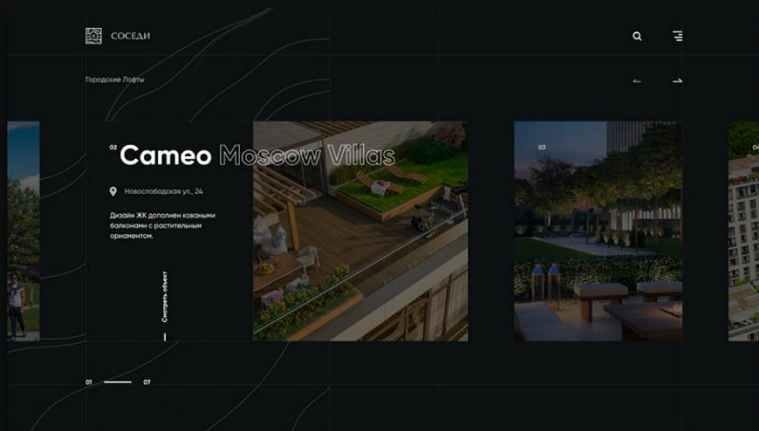 СОСЕДИ
Городские Лофты
02
Cameo Moscow Villas
03
04
Новослободская ул., 24
Дизайн ЖК дополнен коваными
балконами с растительным
орнаментом.
Смотреть объект
01
07